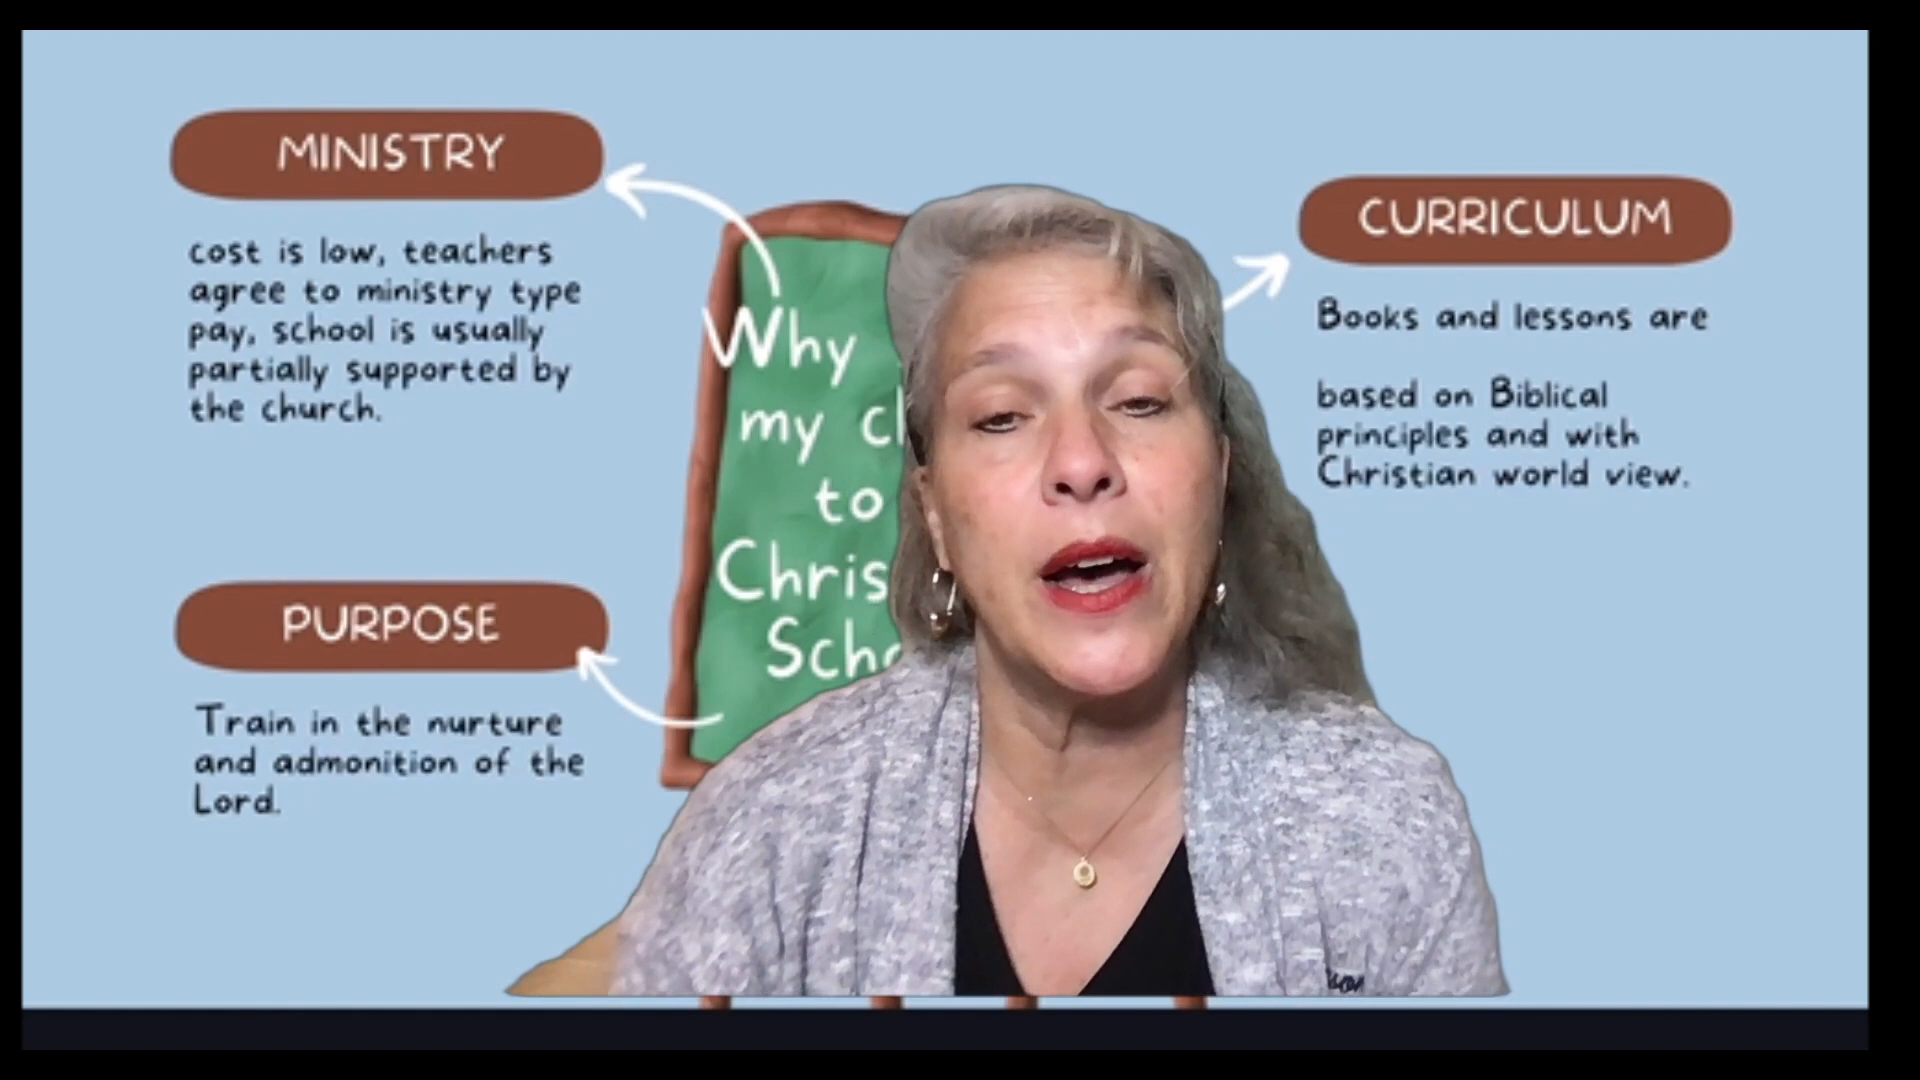 MINISTRY
cost is low, teachers
agree to ministry type
pay, school is usually
partially supported by
the church.
Why
my
to
PURPOSE
Train in the nurture
and admonition of the
Lord.
CURRICULUM
Books and lessons are
based on Biblical
principles and with
Christian world view.